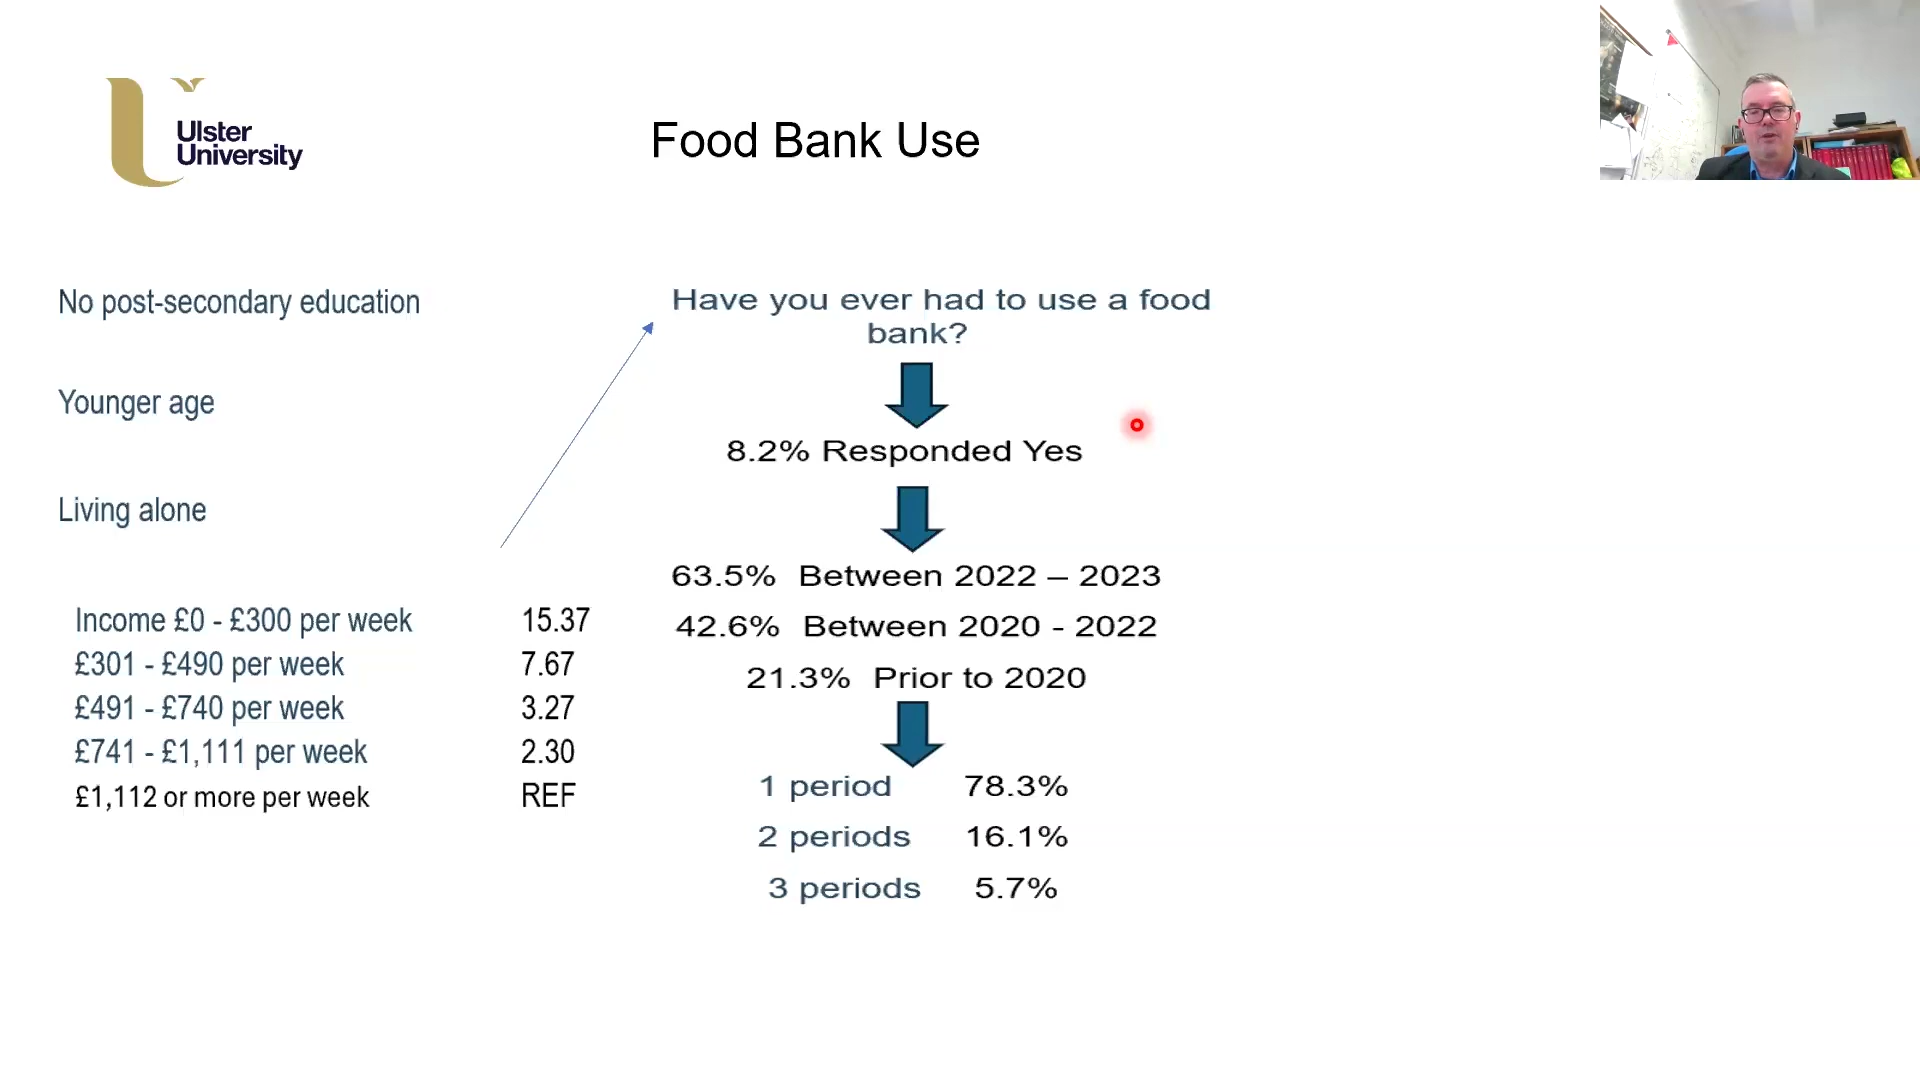 Ulster
University
Food Bank Use
No post-secondary education
Younger age
Living alone
Income £0 - £300 per week 15.37
£301 - £490 per week 7.67
£491 - £740 per week 3.27
£741 - £1,111 per week 2.30
£1,112 or more per week REF
Have you ever had to use a food
bank?
8.2% Responded Yes
63.5% Between 2022 – 2023
42.6% Between 2020 - 2022
21.3% Prior to 2020
1 period 78.3%
2 periods 16.1%
3 periods 5.7%